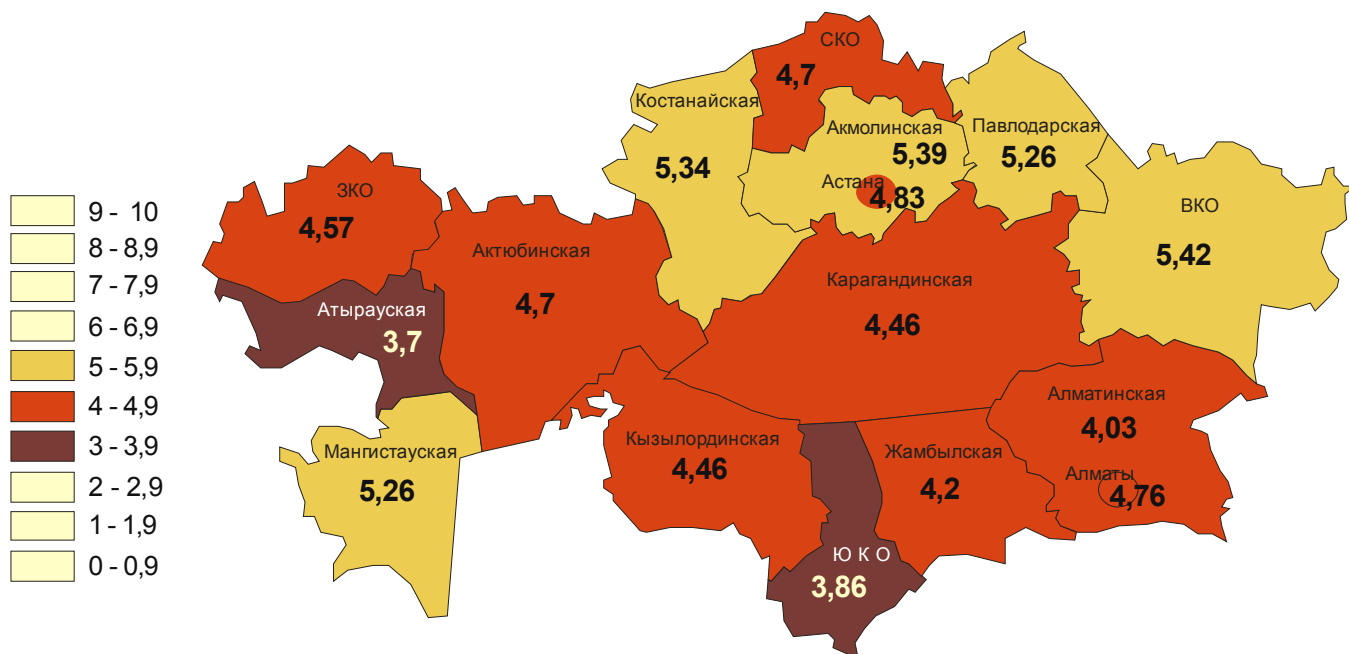 СКО
4,7
Костанайская
5,34
Акмолинская
5,39
Астана
4,83
Павлодарская
5,26
ВКО
5,42
ЗКО
4,57
Актюбинская
4,7
Карагандинская
4,46
Атырауская
3,7
Мангистауская
5,26
Кызылординская
4,46
Ю К О
3,86
Жамбылская
4,2
Алматинская
4,03
Алматы
4,76
9 - 10
8 - 8,9
7 - 7,9
6 - 6,9
5 - 5,9
4 - 4,9
3 - 3,9
2 - 2,9
1 - 1,9
0 - 0,9